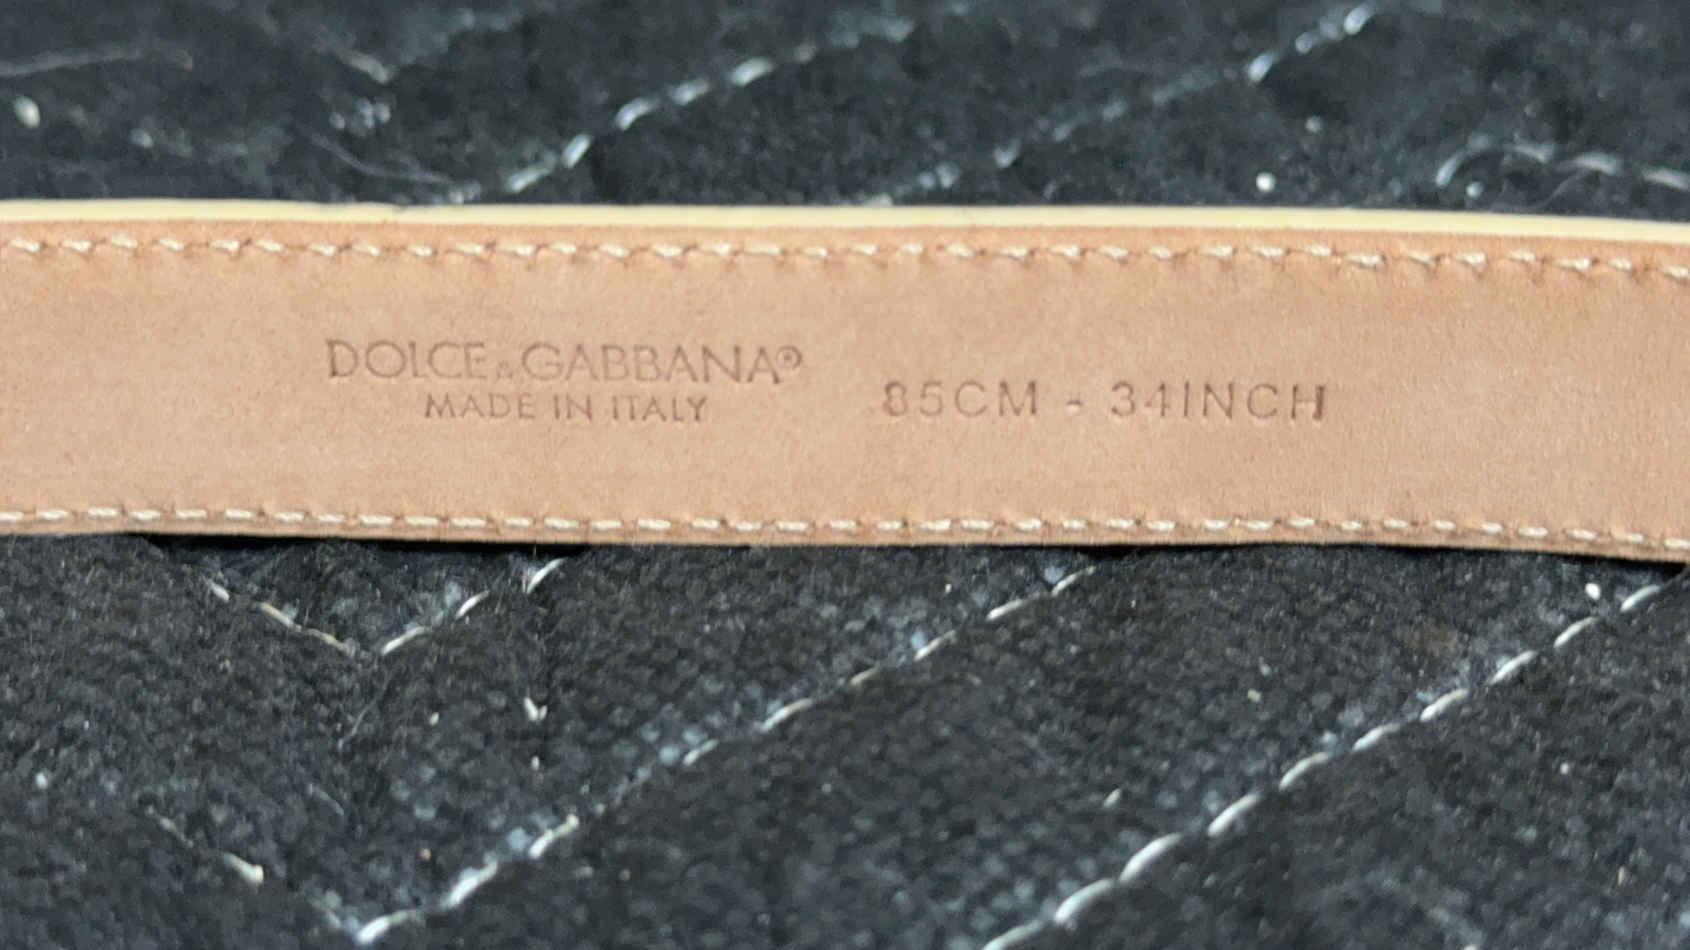 DOLCE & GABBANA®
MADE IN ITALY
85CM - 34INCH